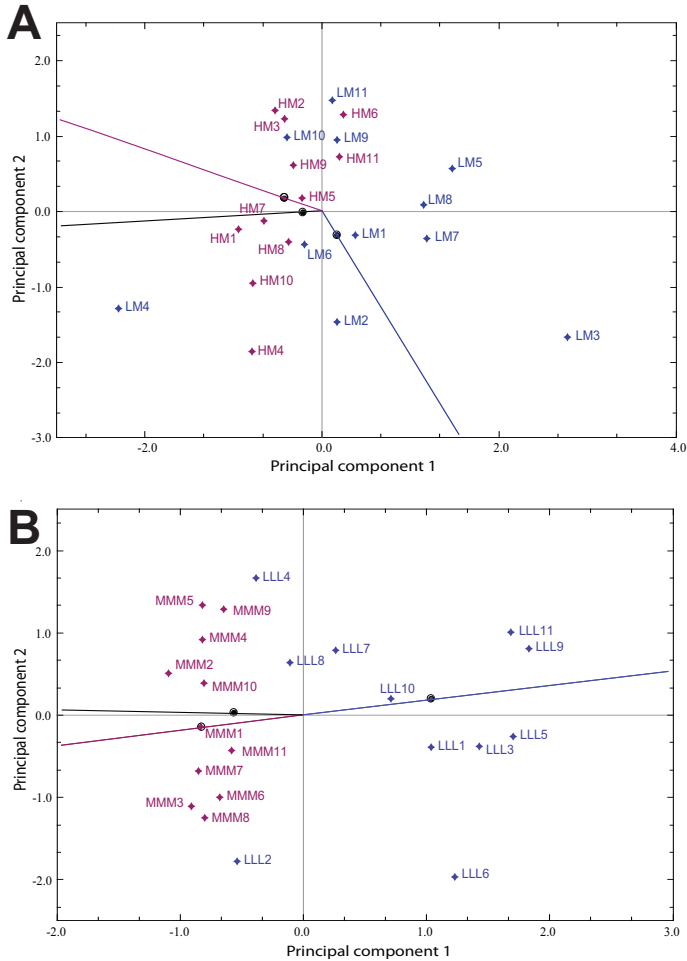 A
2.0
1.0
0.0
-1.0
-2.0
-3.0
Principal component 2
LM11
HM2
HM6
HM3
LM10
LM9
HM11
HM9
LM5
HM5
LM8
HM7
HM1
LM1
LM7
HM8
LM6
HM10
LM4
LM2
LM3
HM4
-2.0
0.0
2.0
4.0
Principal component 1
B
2.0
1.0
0.0
-1.0
-2.0
Principal component 2
LLL4
MMM5
MMM9
MMM4
LLL11
LLL7
LLL9
LLL8
MMM2
MMM10
LLL10
MMM1
LLL5
MMM11
LLL1
LLL3
MMM7
MMM6
MMM3
MMM8
LLL2
LLL6
-2.0
-1.0
0.0
1.0
2.0
3.0
Principal component 1